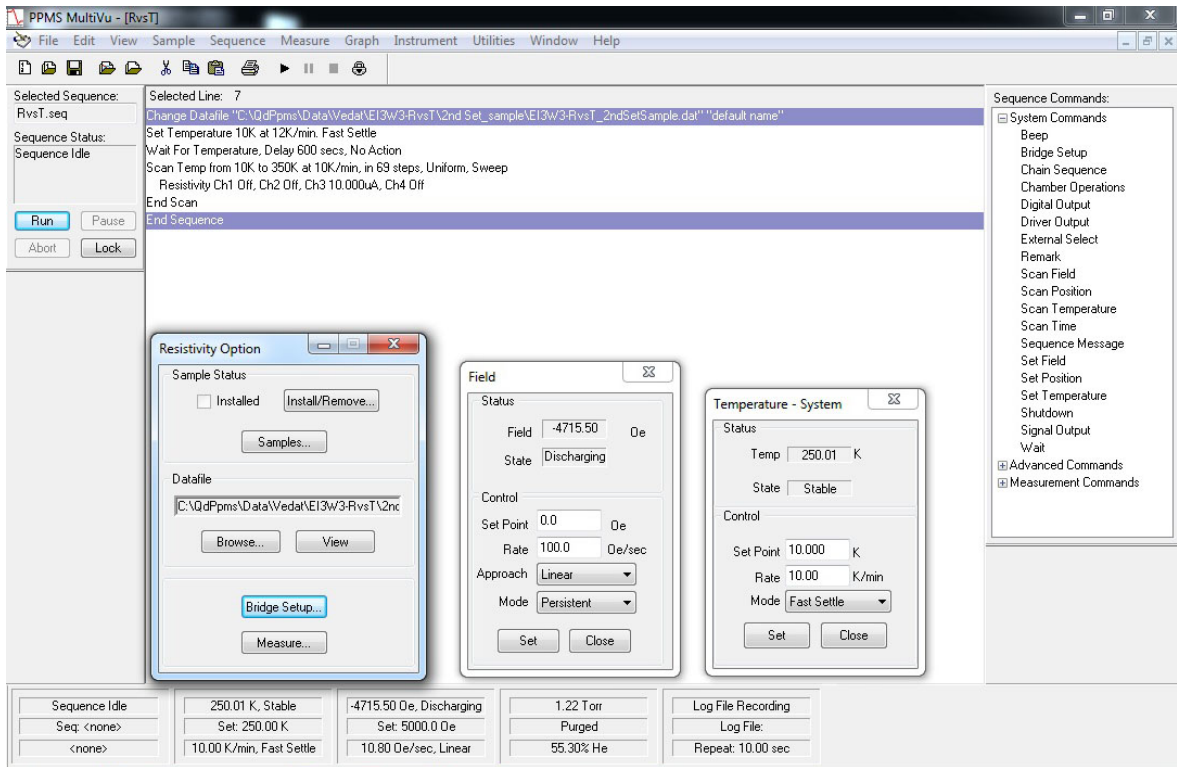 PPMS MultiVu - [RvsT]
File Edit View Sample Sequence Measure Graph Instrument Utilities Window Help
Selected Sequence:
RvsT.seq
Sequence Status:
Sequence Idle
Run Pause
Abort Lock
Selected Line: 7
Change Datafile "C:\QdPpms\Data\Vedat\EI3W3-RvsT\2nd Set_sample\EI3W3-RvsT_2ndSetSample.dat" "default name"
Set Temperature 10K at 12K/min. Fast Settle
Wait For Temperature, Delay 600 secs, No Action
Scan Temp from 10K to 350K at 10K/min, in 69 steps, Uniform, Sweep
Resistivity Ch1 Off, Ch2 Off, Ch3 10.000uA, Ch4 Off
End Scan
End Sequence
Sequence Commands:
System Commands
Beep
Bridge Setup
Chain Sequence
Chamber Operations
Digital Output
Driver Output
External Select
Remark
Scan Field
Scan Position
Scan Temperature
Scan Time
Sequence Message
Set Field
Set Position
Set Temperature
Shutdown
Signal Output
Wait
Advanced Commands
Measurement Commands
Resistivity Option
Sample Status
Installed Install/Remove...
Samples...
Datafile
C:\QdPpms\Data\Vedat\EI3W3-RvsT\2nc
Browse... View
Bridge Setup...
Measure...
Field
Status
Field -4715.50 Oe
State Discharging
Control
Set Point 0.0 Oe
Rate 100.0 Oe/sec
Approach Linear
Mode Persistent
Set Close
Temperature - System
Status
Temp 250.01 K
State Stable
Control
Set Point 10.000 K
Rate 10.00 K/min
Mode Fast Settle
Set Close
Sequence Idle
Seq: <none>
<none>
250.01 K, Stable
Set: 250.00 K
10.00 K/min, Fast Settle
-4715.50 Oe, Discharging
Set: 5000.0 Oe
10.80 Oe/sec, Linear
1.22 Torr
Purged
55.30% He
Log File Recording
Log File:
Repeat: 10.00 sec